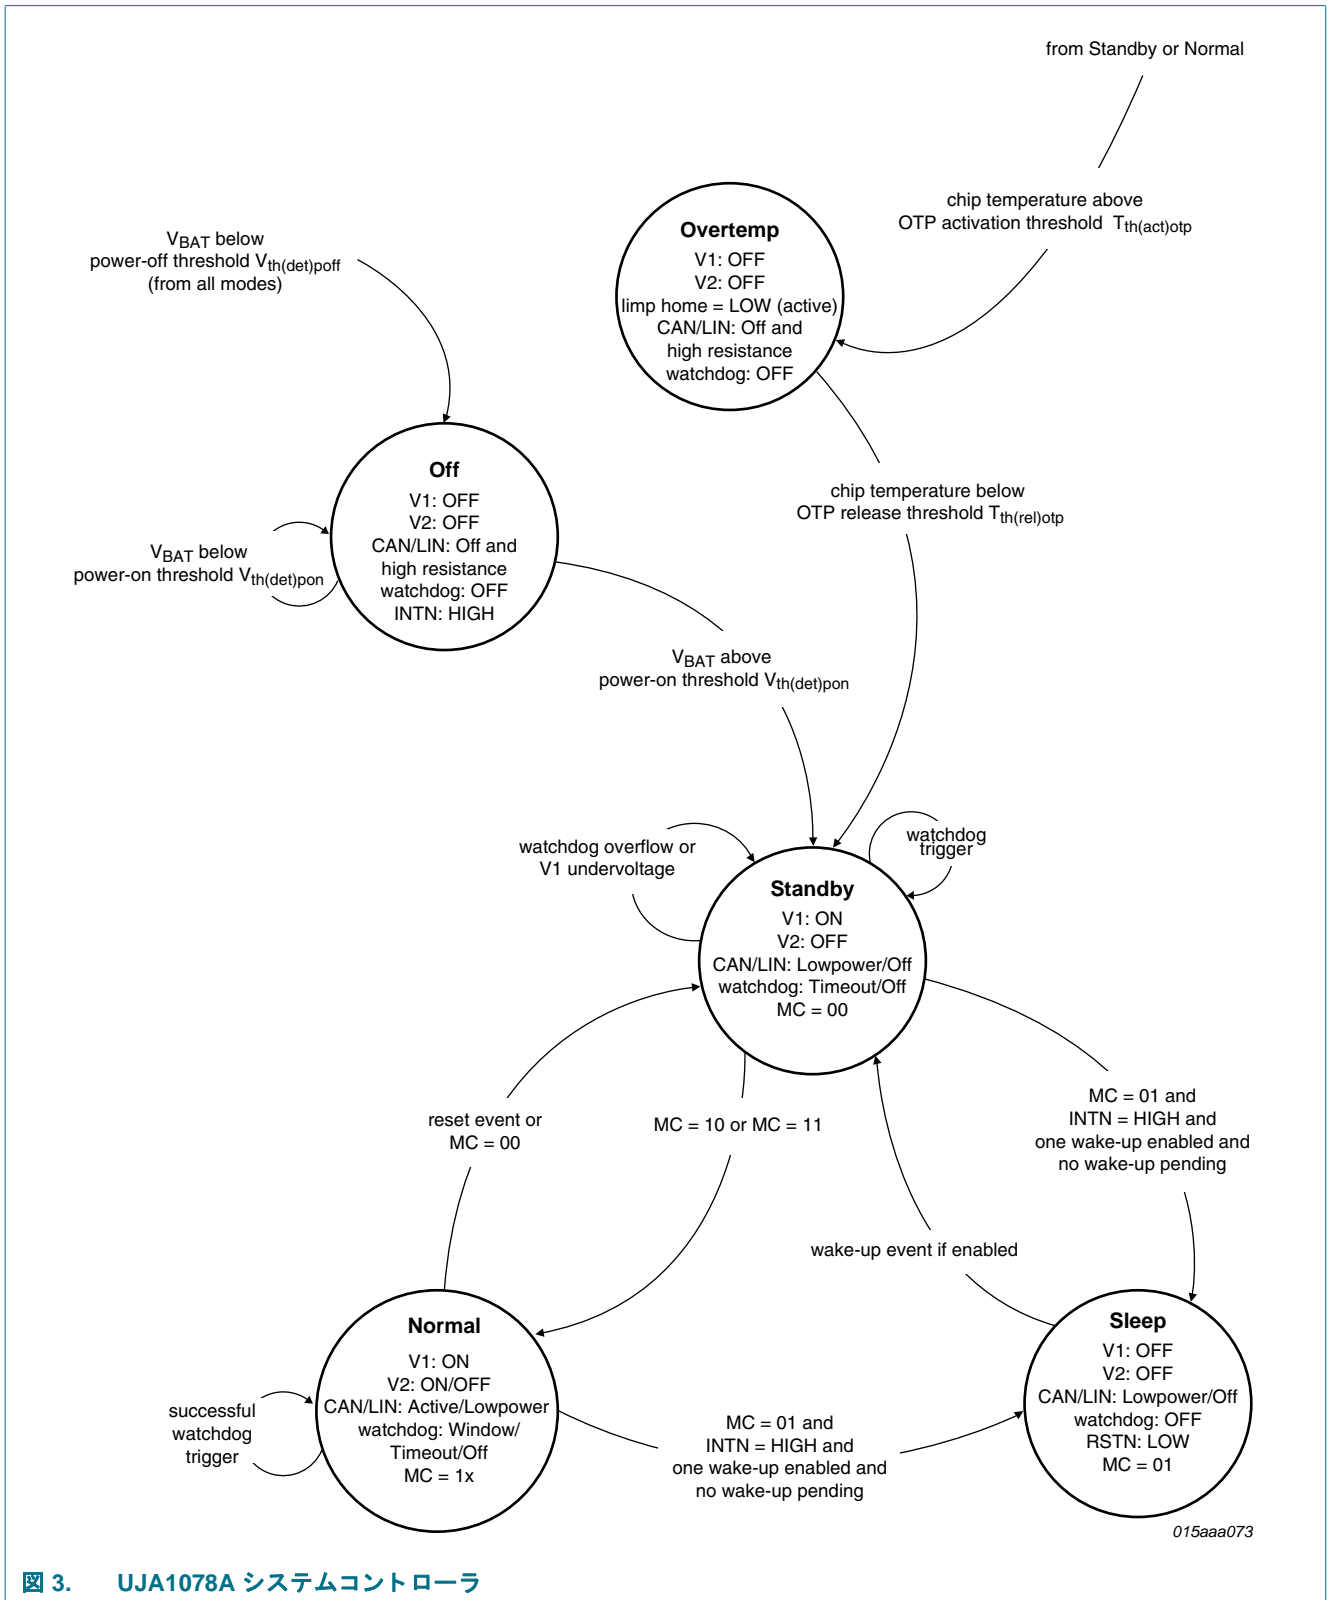 from Standby or Normal
chip temperature above
OTP activation threshold Tth(act)otp
Overtemp
V1: OFF
V2: OFF
limp home = LOW (active)
CAN/LIN: Off and
high resistance
watchdog: OFF
VBAT below
power-off threshold Vth(det)poff
(from all modes)
Off
V1: OFF
V2: OFF
CAN/LIN: Off and
high resistance
watchdog: OFF
INTN: HIGH
VBAT below
power-on threshold Vth(det)pon
chip temperature below
OTP release threshold Tth(rel)otp
VBAT above
power-on threshold Vth(det)pon
watchdog overflow or
V1 undervoltage
watchdog
trigger
Standby
V1: ON
V2: OFF
CAN/LIN: Lowpower/Off
watchdog: Timeout/Off
MC = 00
reset event or
MC = 00
MC = 10 or MC = 11
MC = 01 and
INTN = HIGH and
one wake-up enabled and
no wake-up pending
wake-up event if enabled
Normal
V1: ON
V2: ON/OFF
CAN/LIN: Active/Lowpower
watchdog: Window/
Timeout/Off
MC = 1x
successful
watchdog
trigger
MC = 01 and
INTN = HIGH and
one wake-up enabled and
no wake-up pending
Sleep
V1: OFF
V2: OFF
CAN/LIN: Lowpower/Off
watchdog: OFF
RSTN: LOW
MC = 01
015aaa073
図 3. UJA1078A システムコントローラ